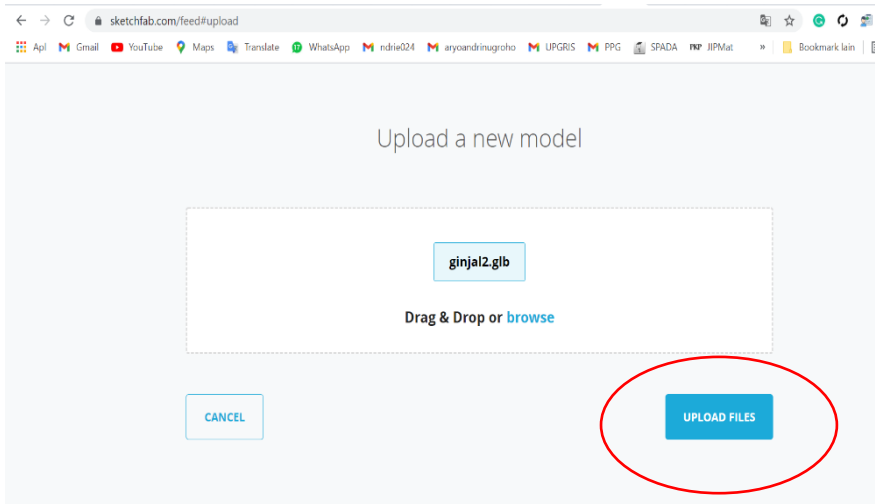 sketchfab.com/feed#upload
Apl Gmail YouTube Maps Translate WhatsApp ndrie024 aryoandrinugroho UPGRIS PPG SPADA PKP JIPMat » Bookmark lain
Upload a new model
ginjal2.glb
Drag & Drop or browse
CANCEL UPLOAD FILES